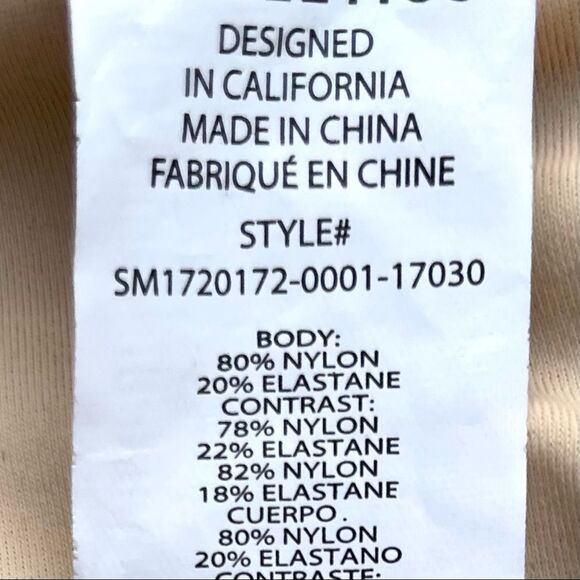 DESIGNED
IN CALIFORNIA
MADE IN CHINA
FABRIQUÉ EN CHINE
STYLE#
SM1720172-0001-17030
BODY:
80% NYLON
20% ELASTANE
CONTRAST:
78% NYLON
22% ELASTANE
82% NYLON
18% ELASTANE
CUERPO.
80% NYLON
20% ELASTANO
CONTRASTE: